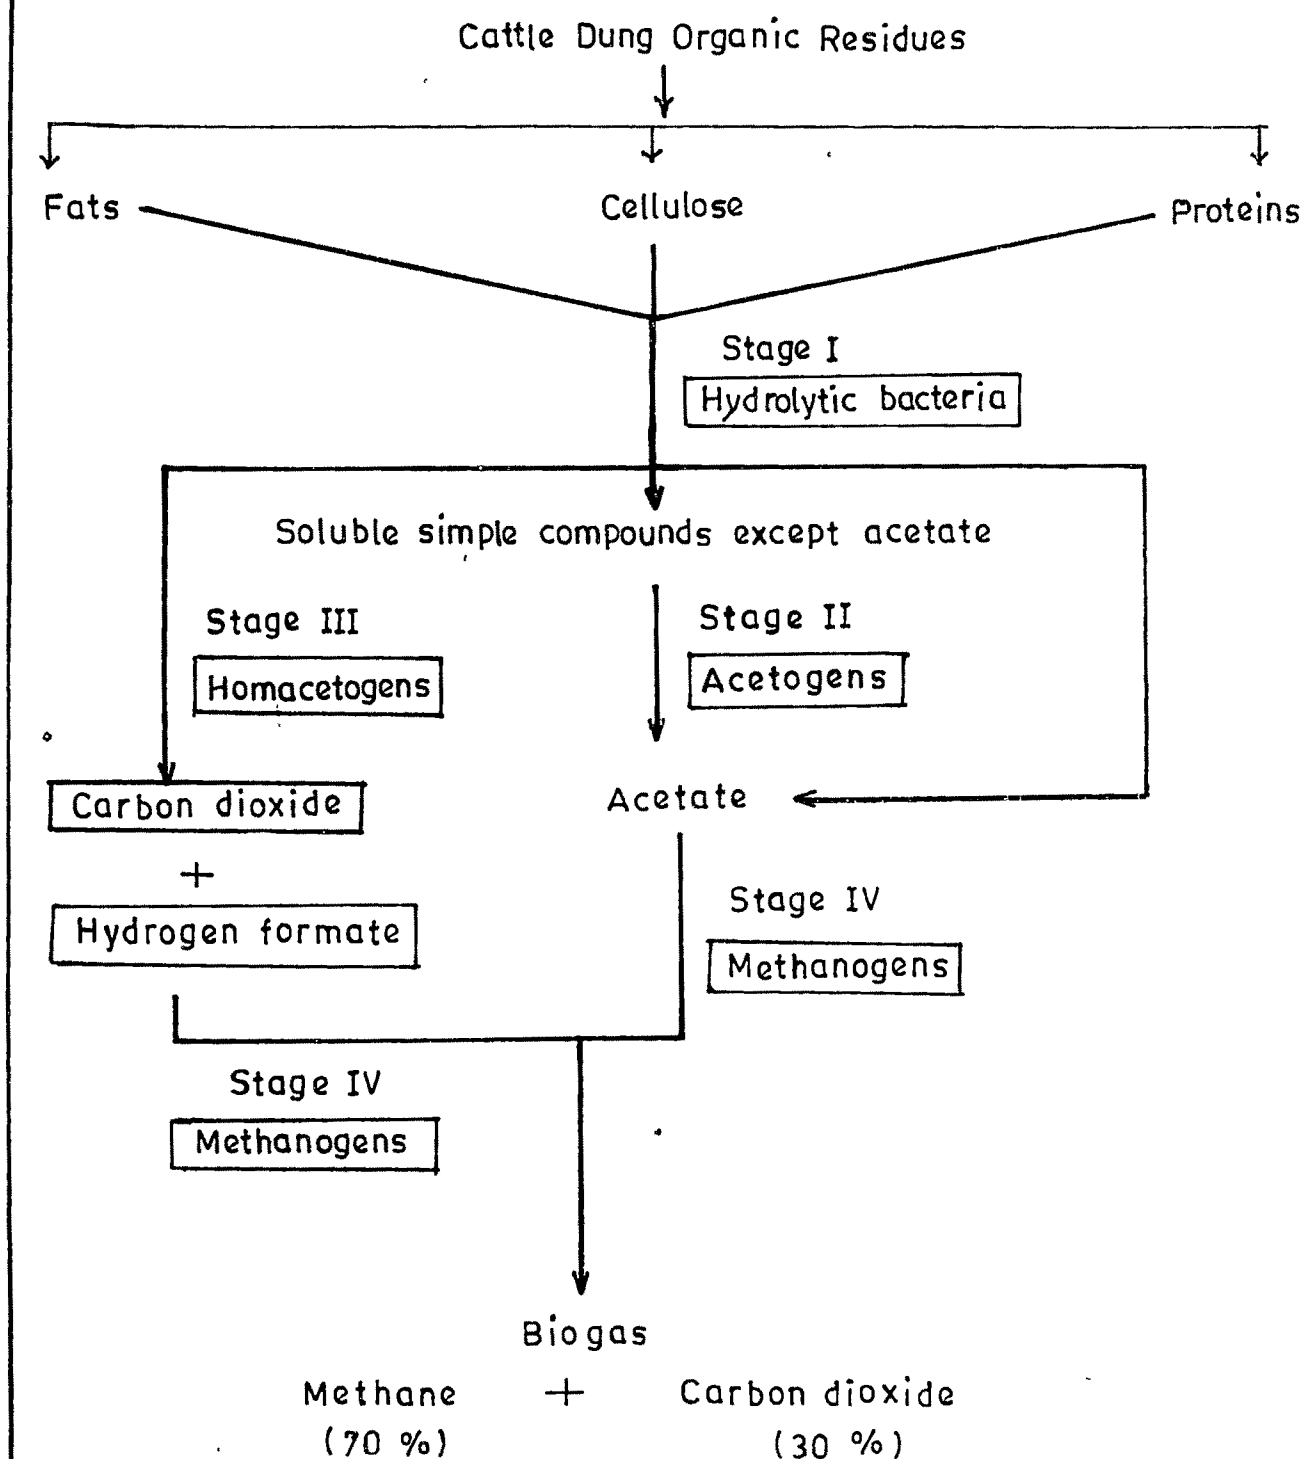 Cattle Dung Organic Residues
Fats Cellulose Proteins
Stage I
Hydrolytic bacteria
Soluble simple compounds except acetate
Stage III Stage II
Homacetogens Acetogens
Carbon dioxide Acetate
+
Stage IV
Hydrogen formate
Methanogens
Stage IV
Methanogens
Biogas
Methane + Carbon dioxide
(70 %) (30 %)